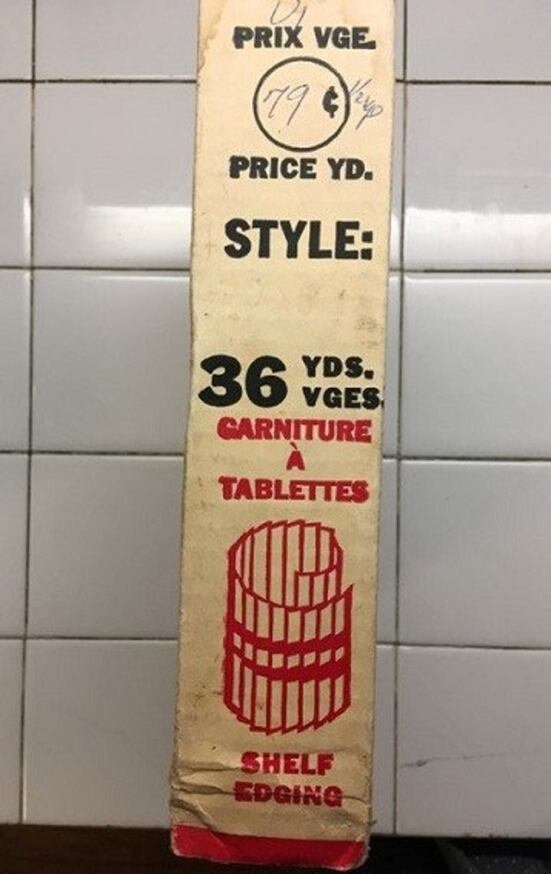 PRIX VGE.
79 ¢
PRICE YD.
STYLE:
36 YDS. VGES.
GARNITURE
À
TABLETTES
SHELF
EDGING